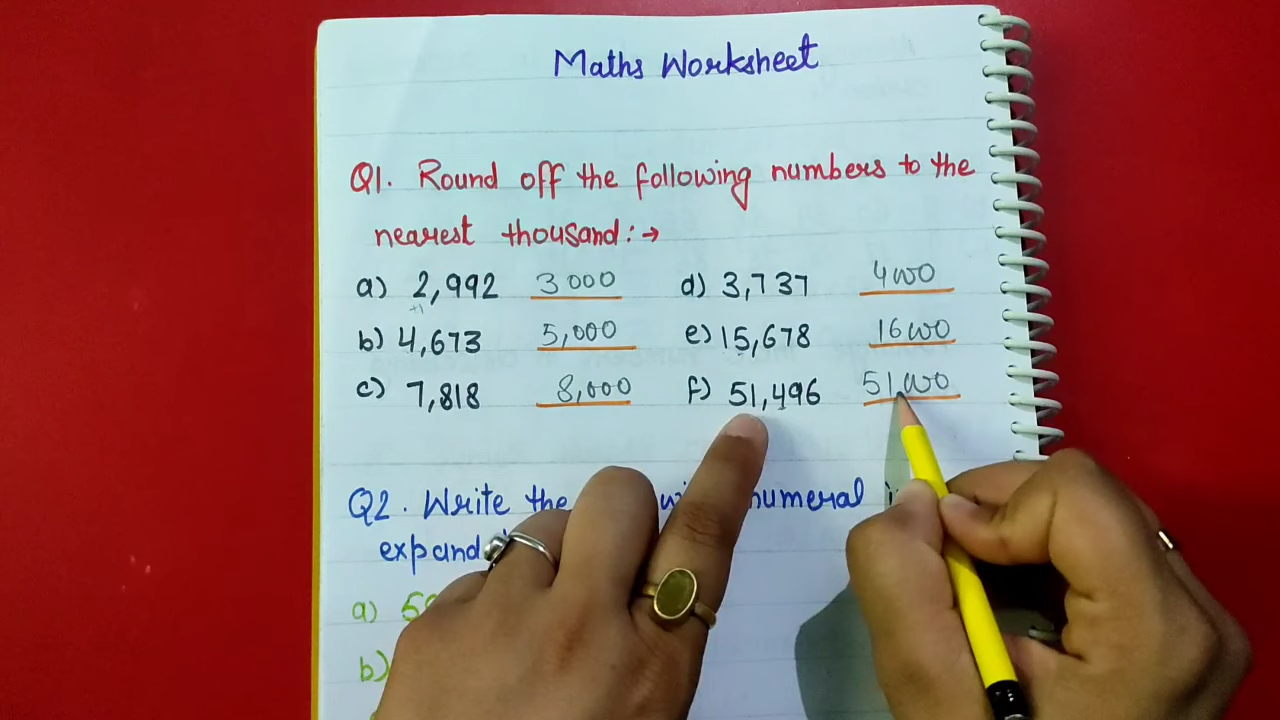 Maths Worksheet
Q1. Round off the following numbers to the
nearest thousand:→
a) 2,992 3000 d) 3,737 4000
+1
b) 4,673 5,000 e) 15,678 16000
c) 7,818 8,000 f) 51,496 51,000
Q2. Write the numeral
expand
a)
b)